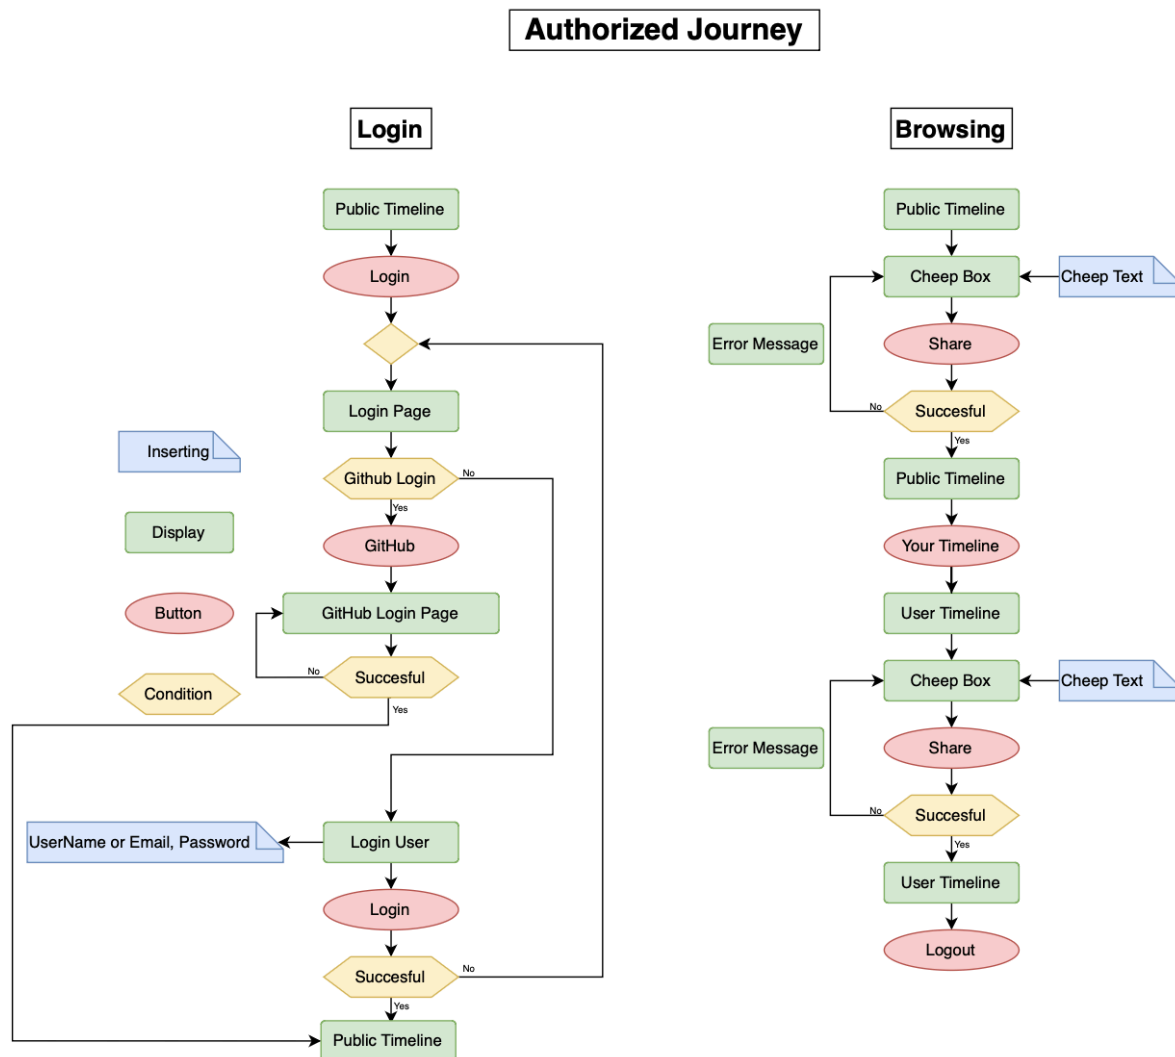 Authorized Journey
Login
Public Timeline
Login
Login Page
Github Login
No
Yes
GitHub
GitHub Login Page
Succesful
No
Yes
Login User
UserName or Email, Password
Login
Succesful
No
Yes
Public Timeline
Inserting
Display
Button
Condition
Browsing
Public Timeline
Cheep Box
Cheep Text
Error Message
Share
Succesful
No
Yes
Public Timeline
Your Timeline
User Timeline
Cheep Box
Cheep Text
Error Message
Share
Succesful
No
Yes
User Timeline
Logout